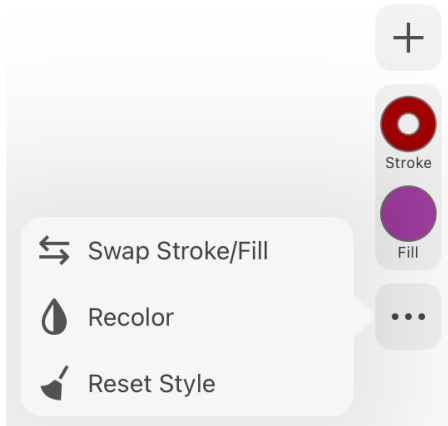 Stroke
Fill
Swap Stroke/Fill
Recolor
Reset Style